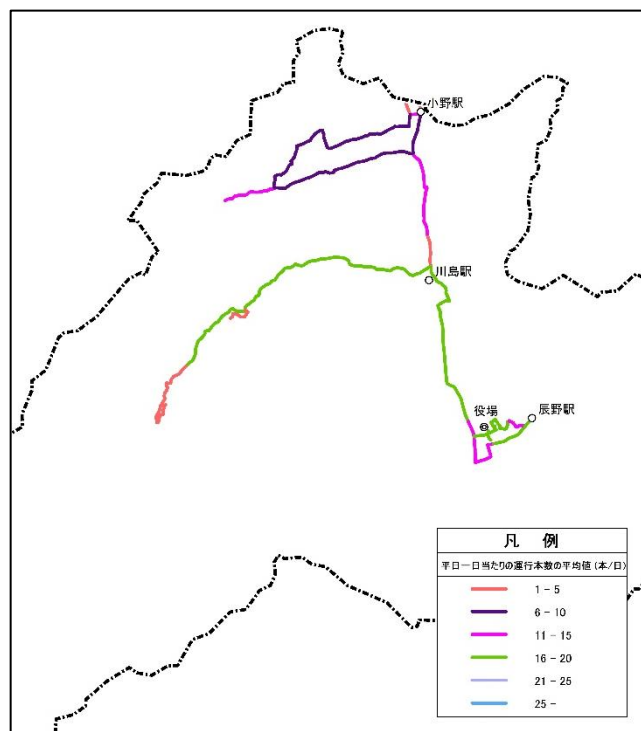 小野駅
川島駅
役場
辰野駅
凡 例
平日一日当たりの運行本数の平均値(本/日)
1 - 5
6 - 10
11 - 15
16 - 20
21 - 25
25 -